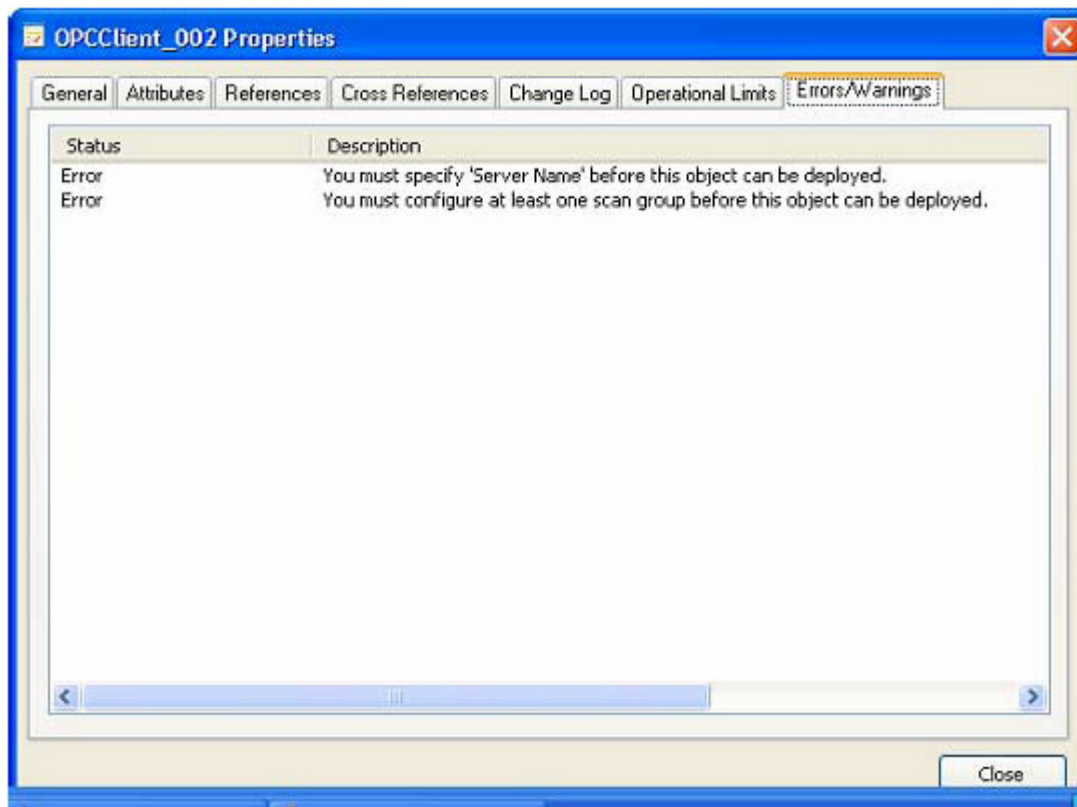 OPCClient_002 Properties
General Attributes References Cross References Change Log Operational Limits Errors/Warnings
Status Description
Error You must specify 'Server Name' before this object can be deployed.
Error You must configure at least one scan group before this object can be deployed.
Close